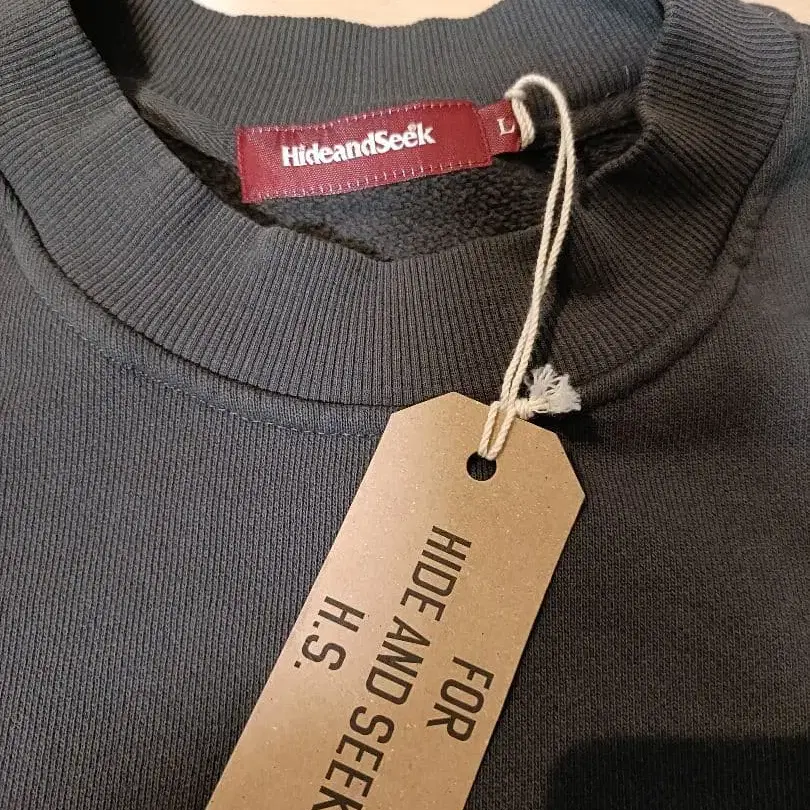 HideandSeek
L
FOR
HIDE AND SEEK
H.S.